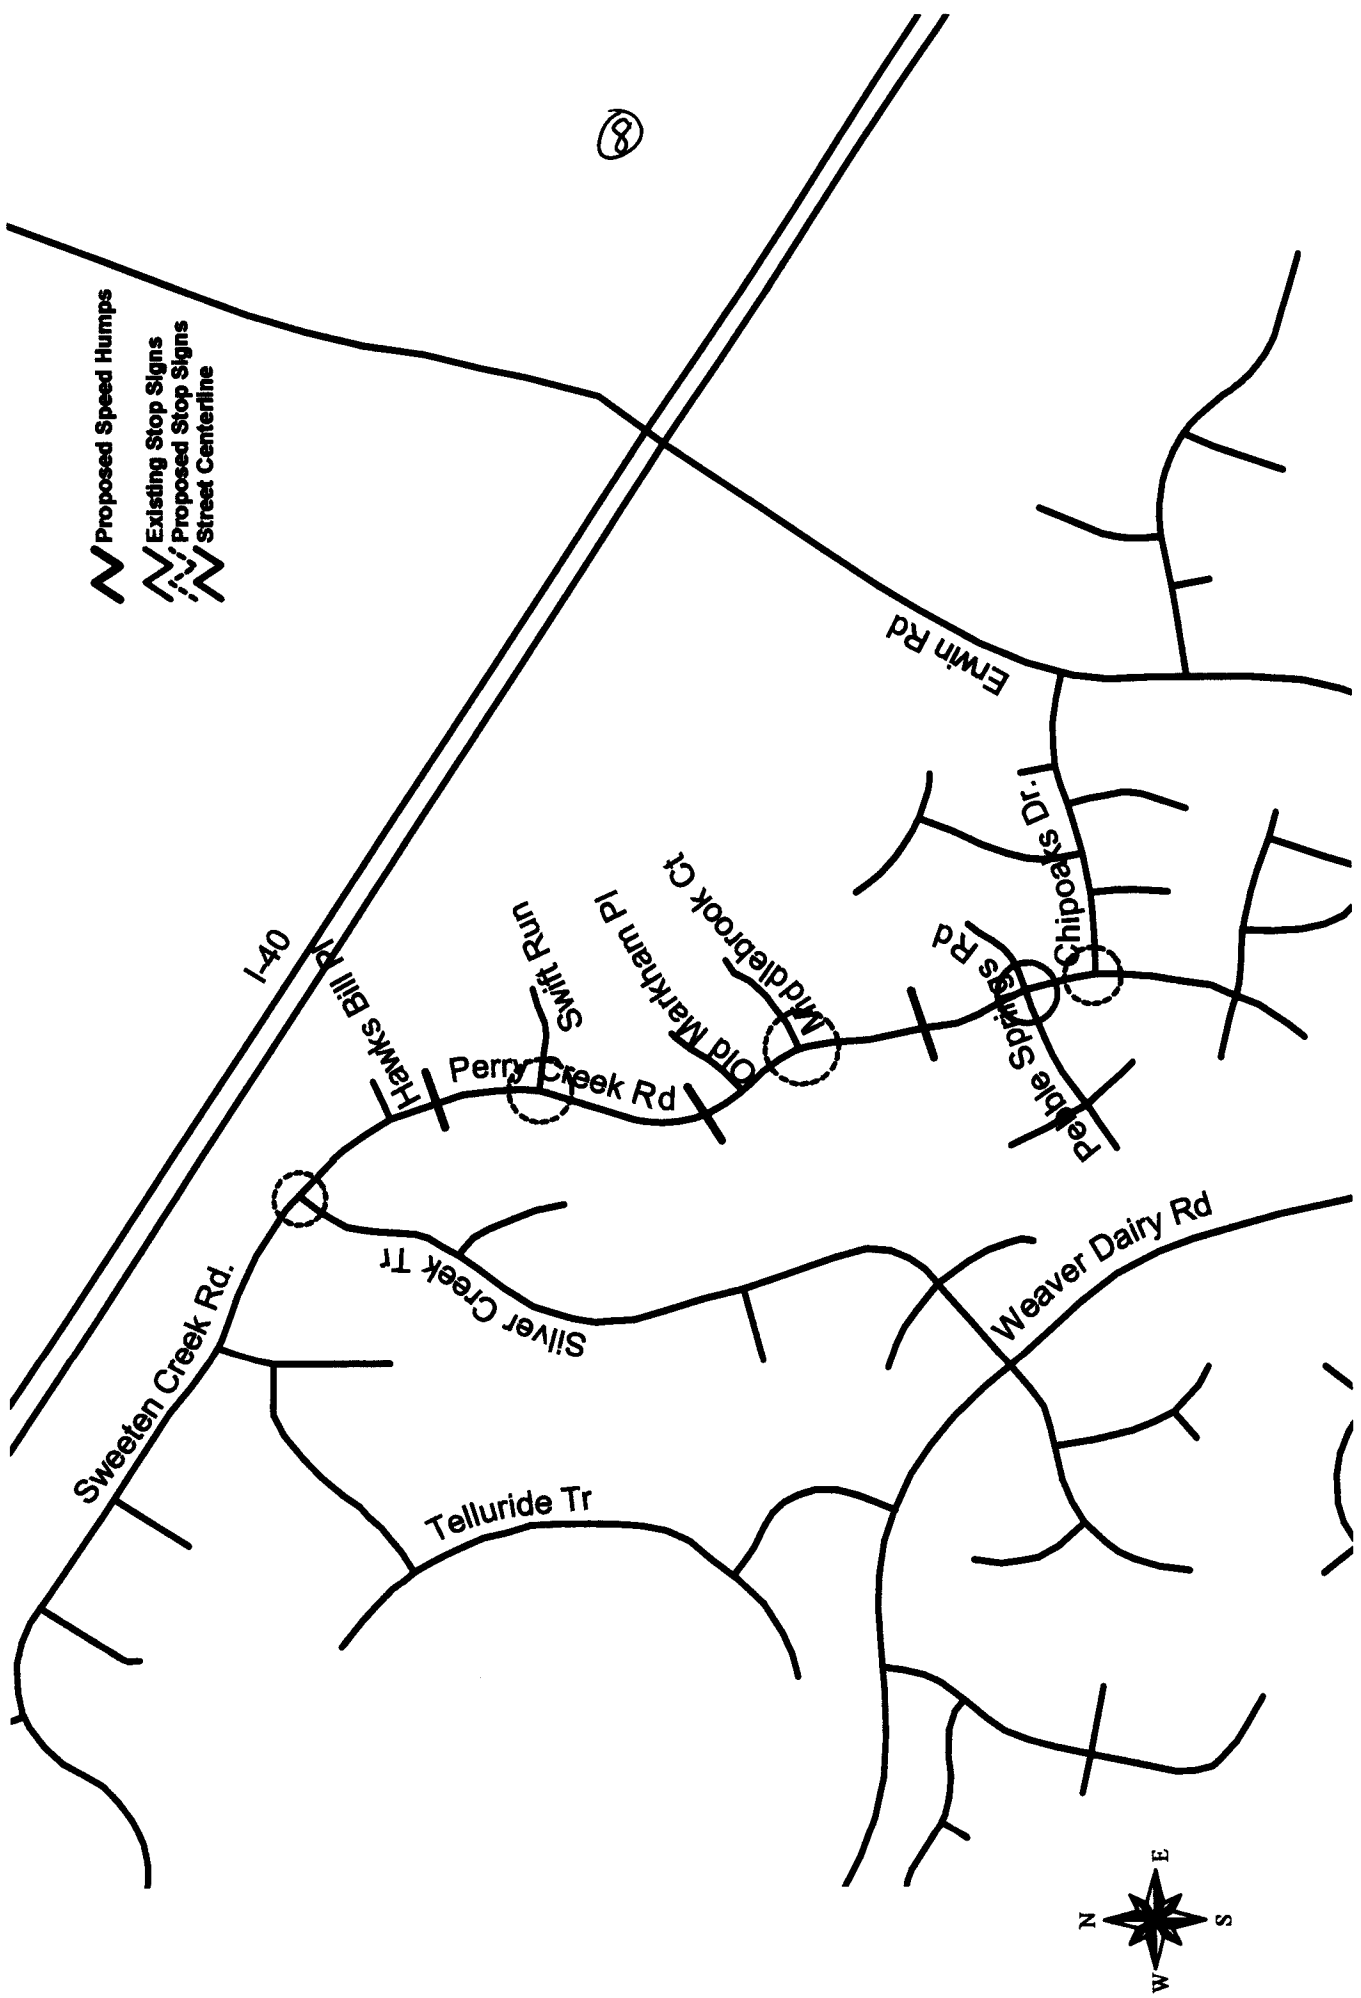 8
Proposed Speed Humps
Existing Stop Signs
Proposed Stop Signs
Street Centerline
I-40
Erwin Rd
Hawks Bill Pl
Swift Run
Old Markham Pl
Middlebrook Ct
Perry Creek Rd
Pebble Springs Rd
Chipoaks Dr.
Sweeten Creek Rd.
Silver Creek Tr
Weaver Dairy Rd
Telluride Tr
N
E
S
W